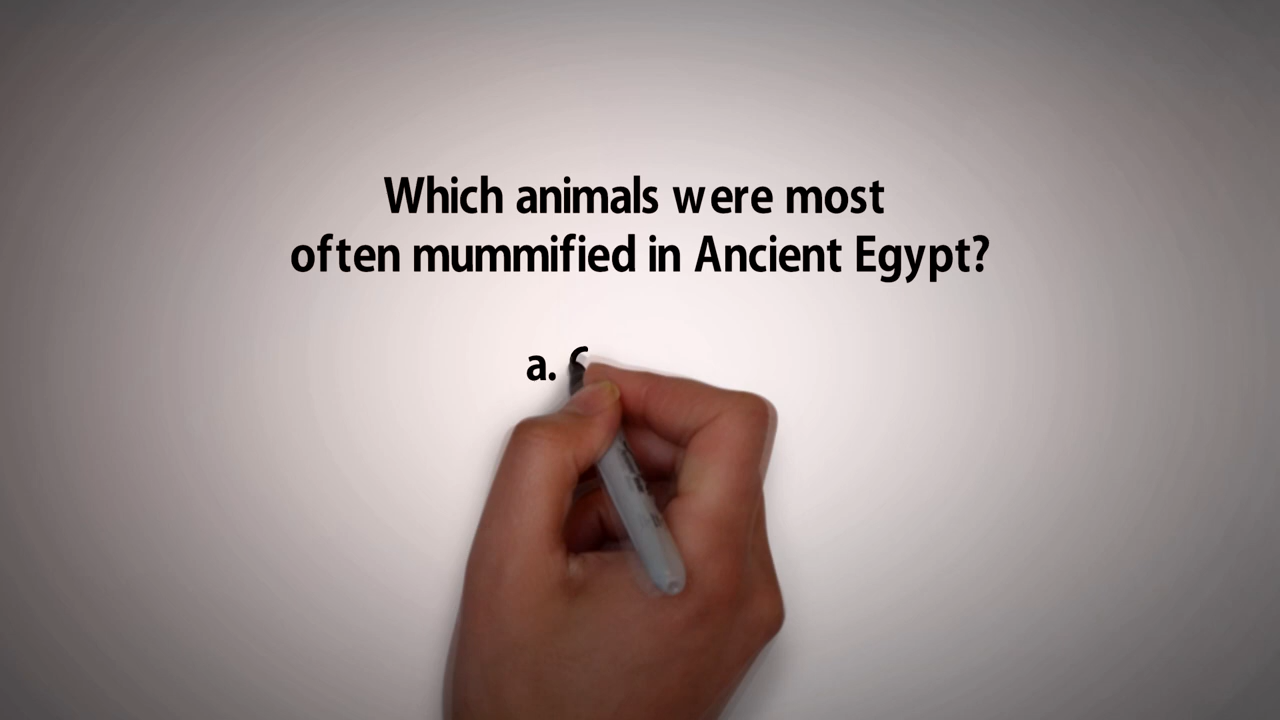 Which animals were most
often mummified in Ancient Egypt?
a.